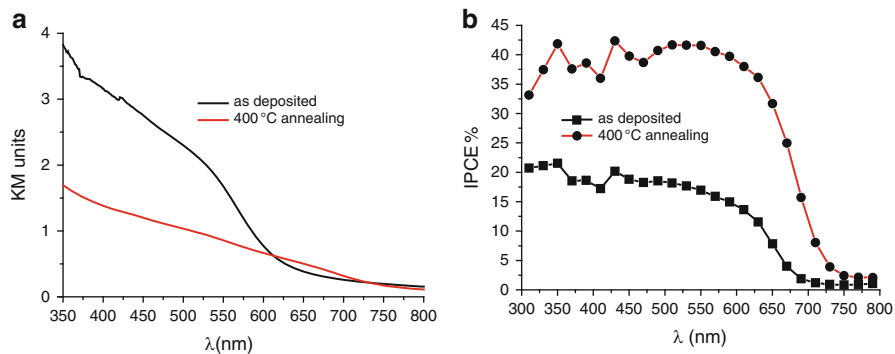 a
KM units
4
3
2
1
0
as deposited
400 °C annealing
350 400 450 500 550 600 650 700 750 800
λ(nm)
b
IPCE %
45
40
35
30
25
20
15
10
5
0
as deposited
400 °C annealing
300 350 400 450 500 550 600 650 700 750 800
λ (nm)